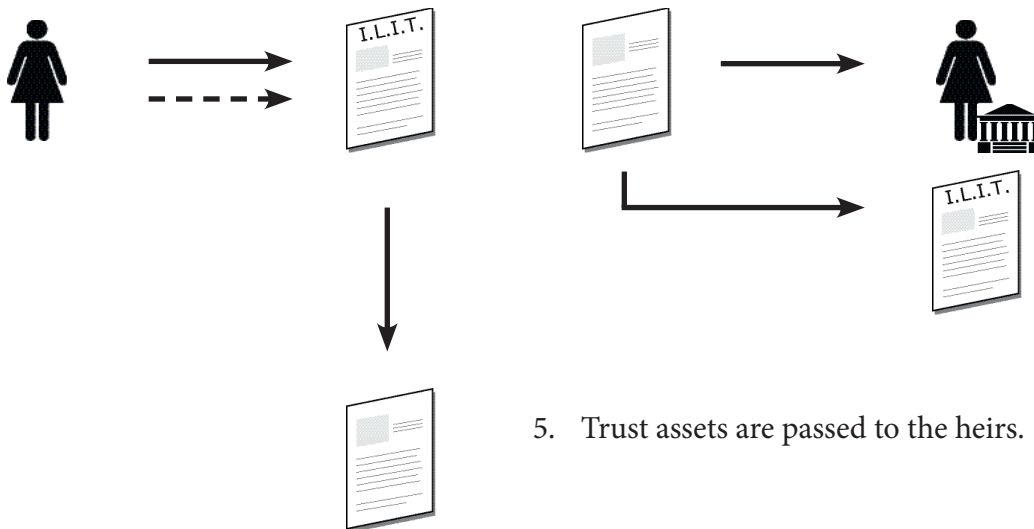 I.L.I.T.
I.L.I.T.
5. Trust assets are passed to the heirs.